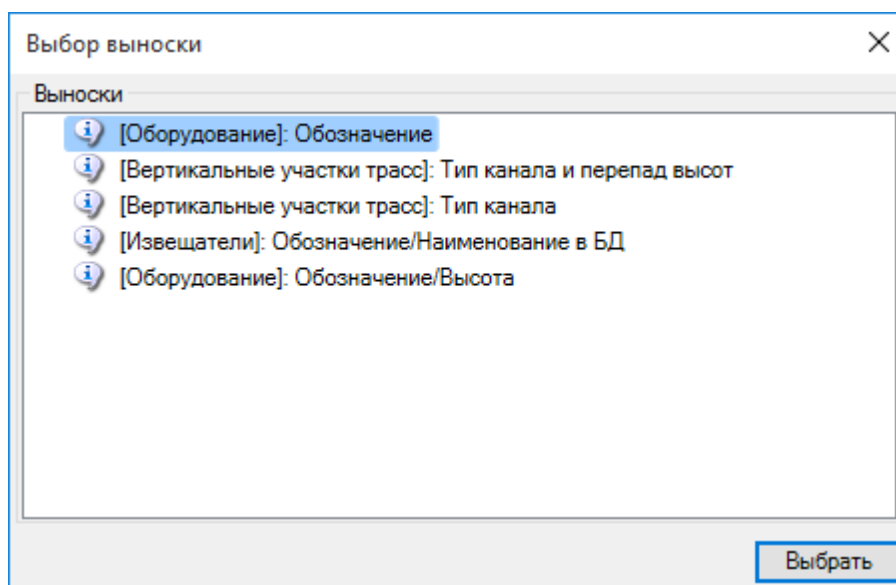 Выбор выноски
Выноски
[Оборудование]: Обозначение
[Вертикальные участки трасс]: Тип канала и перепад высот
[Вертикальные участки трасс]: Тип канала
[Извещатели]: Обозначение/Наименование в БД
[Оборудование]: Обозначение/Высота
Выбрать